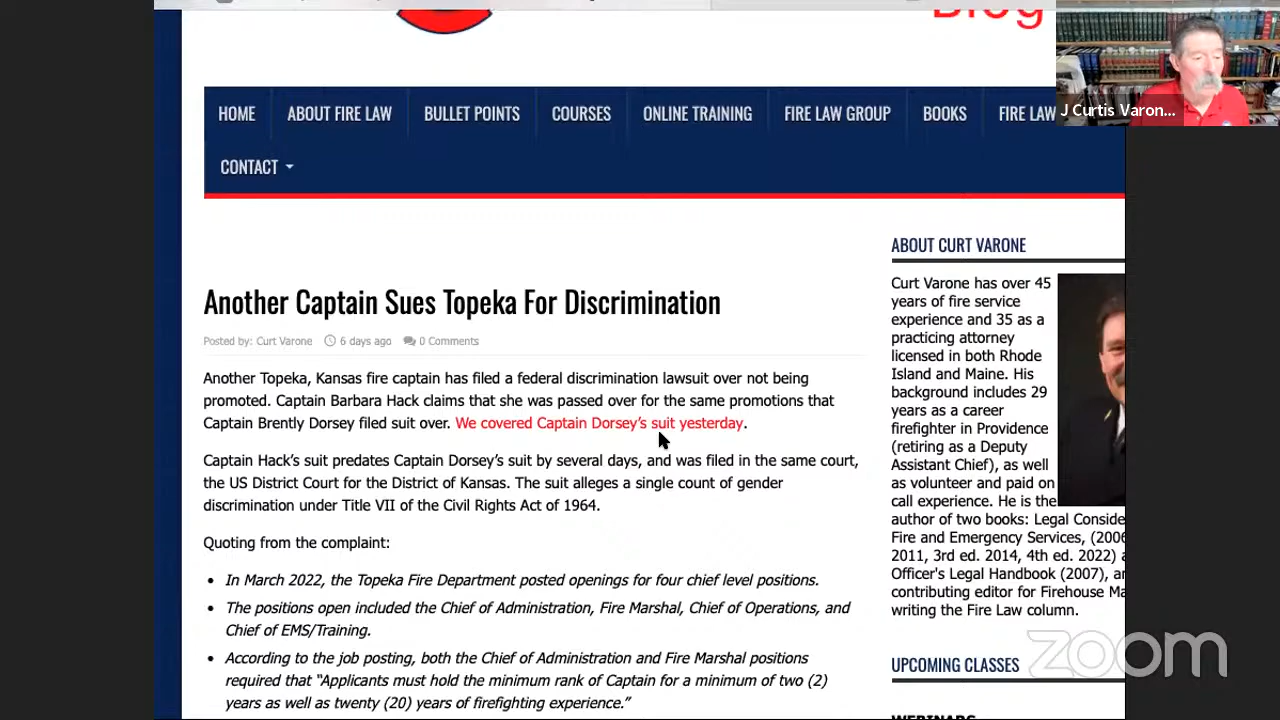 Blog
HOME ABOUT FIRE LAW BULLET POINTS COURSES ONLINE TRAINING FIRE LAW GROUP BOOKS FIRE LAW
CONTACT
J Curtis Varon...
Another Captain Sues Topeka For Discrimination
Posted by: Curt Varone 6 days ago 0 Comments
Another Topeka, Kansas fire captain has filed a federal discrimination lawsuit over not being
promoted. Captain Barbara Hack claims that she was passed over for the same promotions that
Captain Brently Dorsey filed suit over. We covered Captain Dorsey's suit yesterday.
Captain Hack's suit predates Captain Dorsey's suit by several days, and was filed in the same court,
the US District Court for the District of Kansas. The suit alleges a single count of gender
discrimination under Title VII of the Civil Rights Act of 1964.
Quoting from the complaint:
• In March 2022, the Topeka Fire Department posted openings for four chief level positions.
• The positions open included the Chief of Administration, Fire Marshal, Chief of Operations, and
Chief of EMS/Training.
• According to the job posting, both the Chief of Administration and Fire Marshal positions
required that “Applicants must hold the minimum rank of Captain for a minimum of two (2)
years as well as twenty (20) years of firefighting experience.”
ABOUT CURT VARONE
Curt Varone has over 45
years of fire service
experience and 35 as a
practicing attorney
licensed in both Rhode
Island and Maine. His
background includes 29
years as a career
firefighter in Providence
(retiring as a Deputy
Assistant Chief), as well
as volunteer and paid on
call experience. He is the
author of two books: Legal Conside
Fire and Emergency Services, (2006
2011, 3rd ed. 2014, 4th ed. 2022) a
Officer's Legal Handbook (2007), an
contributing editor for Firehouse Ma
writing the Fire Law column.
UPCOMING CLASSES
WEBINARS
zoom